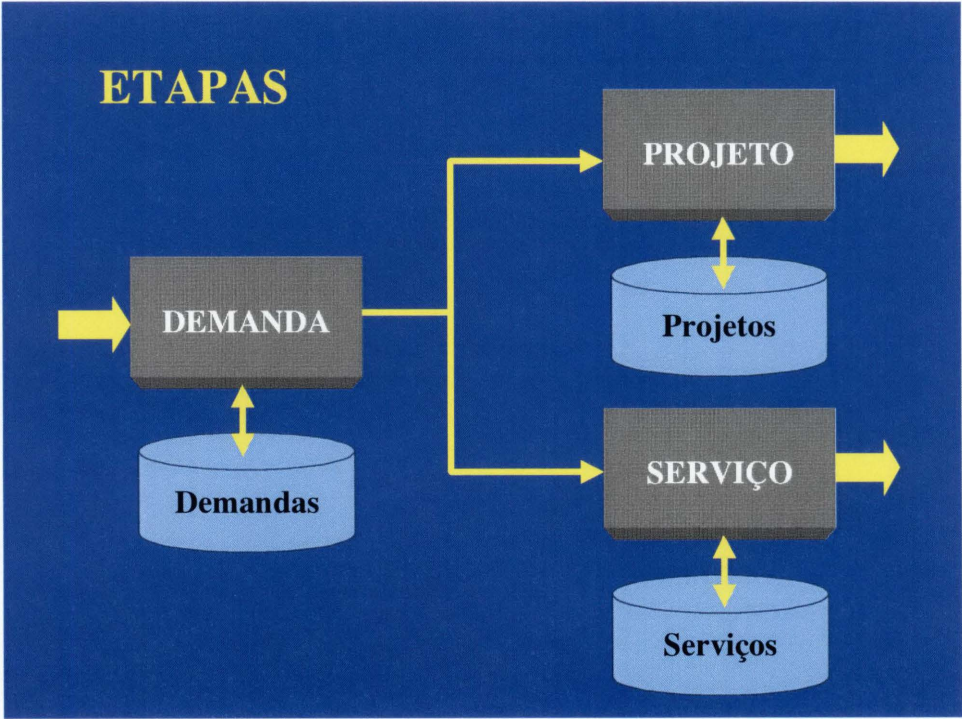 ETAPAS
PROJETO
Projetos
DEMANDA
Demandas
SERVIÇO
Serviços